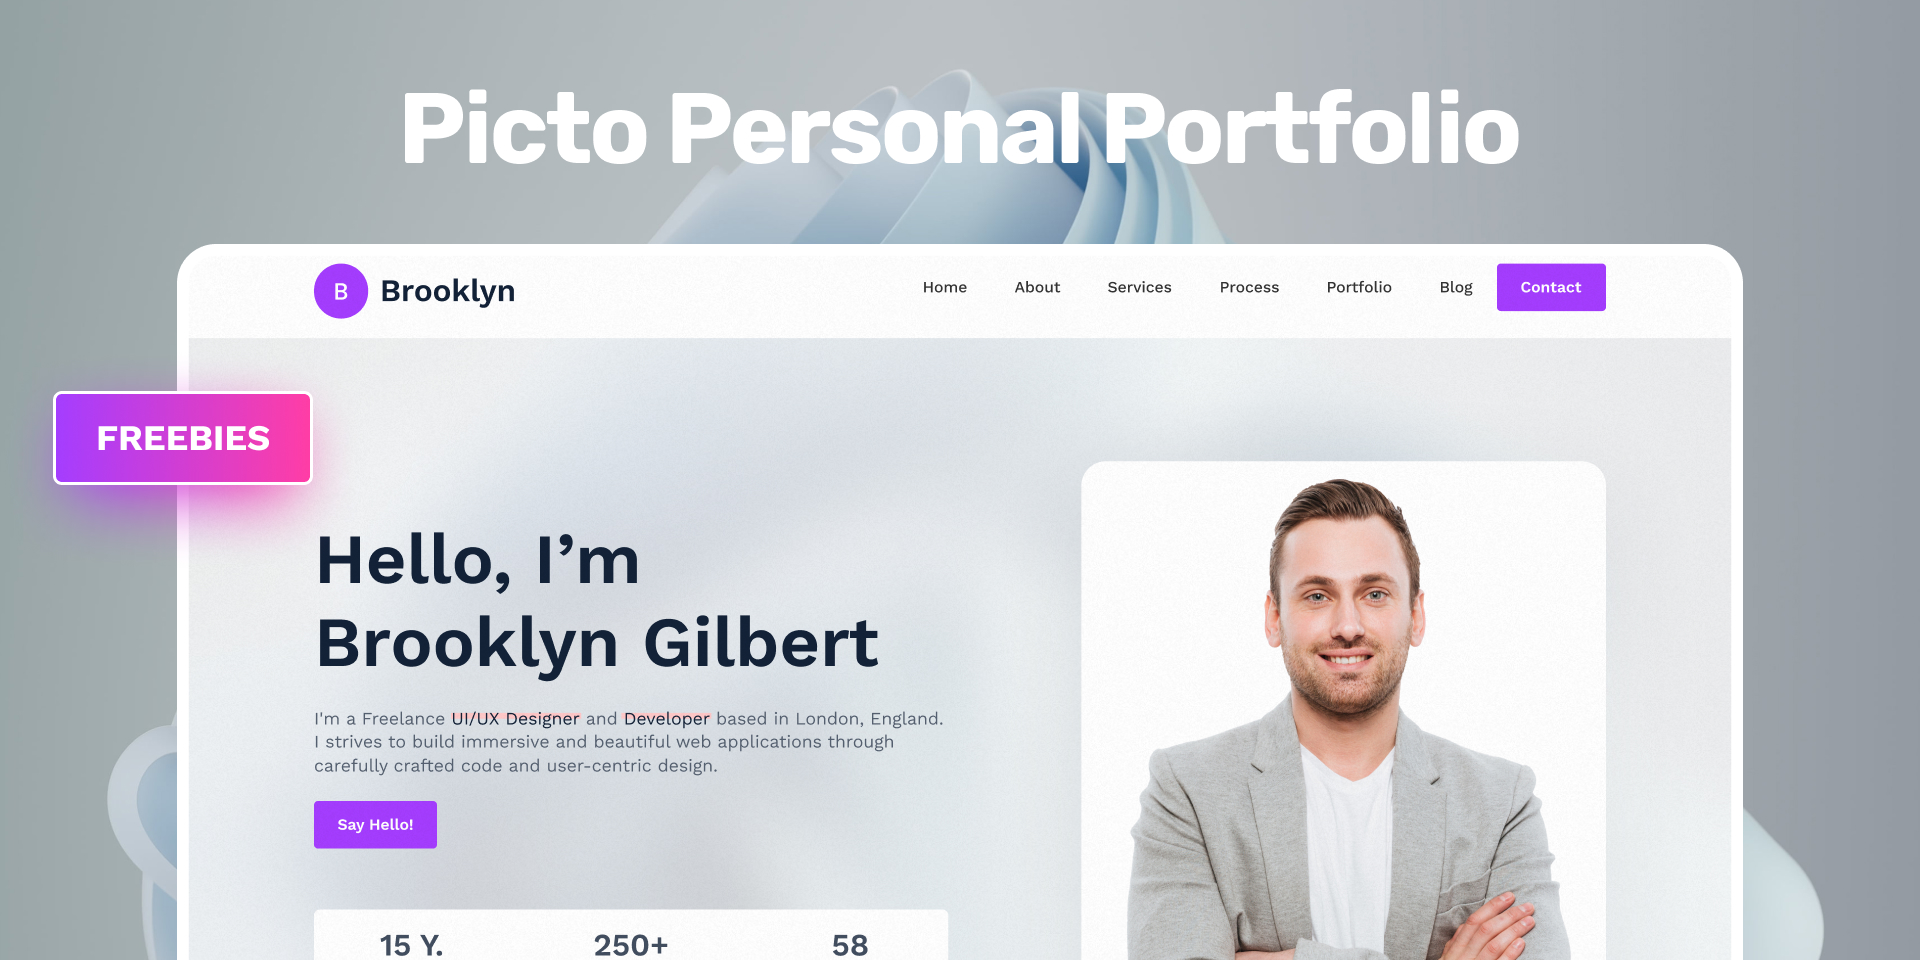 Picto Personal Portfolio
B
Brooklyn
Home
About
Services
Process
Portfolio
Blog
Contact
FREEBIES
Hello, I’m
Brooklyn Gilbert
I'm a Freelance UI/UX Designer and Developer based in London, England.
I strives to build immersive and beautiful web applications through
carefully crafted code and user-centric design.
Say Hello!
15 Y.
250+
58